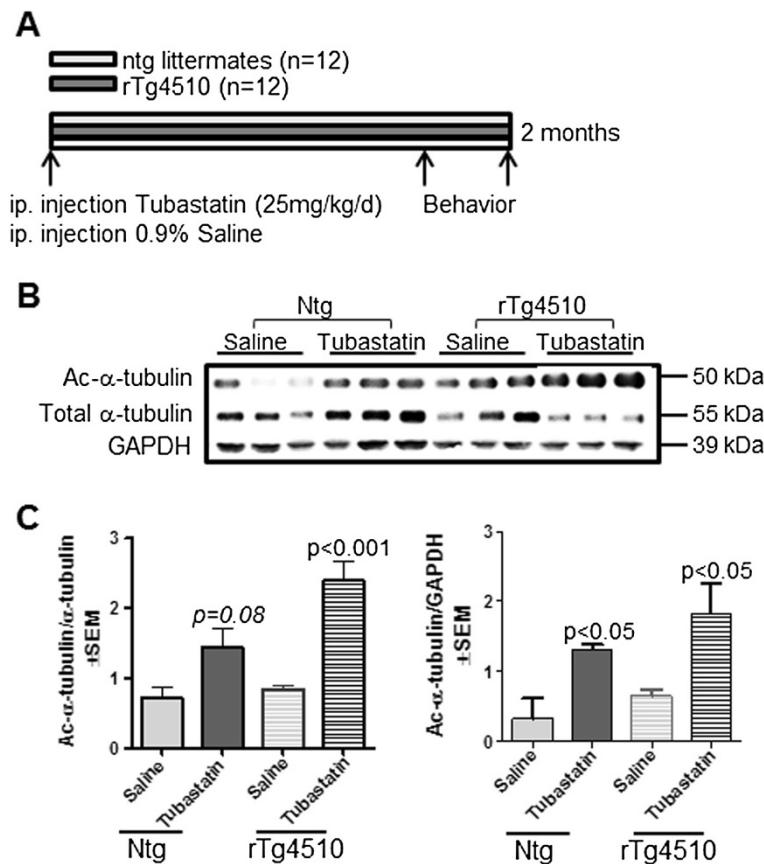 A
ntg littermates (n=12)
rTg4510 (n=12)
2 months
ip. injection Tubastatin (25mg/kg/d) Behavior
ip. injection 0.9% Saline
B
Ntg rTg4510
Saline Tubastatin Saline Tubastatin
Ac-α-tubulin 50 kDa
Total α-tubulin 55 kDa
GAPDH 39 kDa
C
Ac-α-tubulin/α-tubulin
±SEM
3
2
1
0
p=0.08
p<0.001
Saline
Tubastatin
Saline
Tubastatin
Ntg rTg4510
Ac-α-tubulin/GAPDH
±SEM
3
2
1
0
p<0.05
p<0.05
Saline
Tubastatin
Saline
Tubastatin
Ntg rTg4510